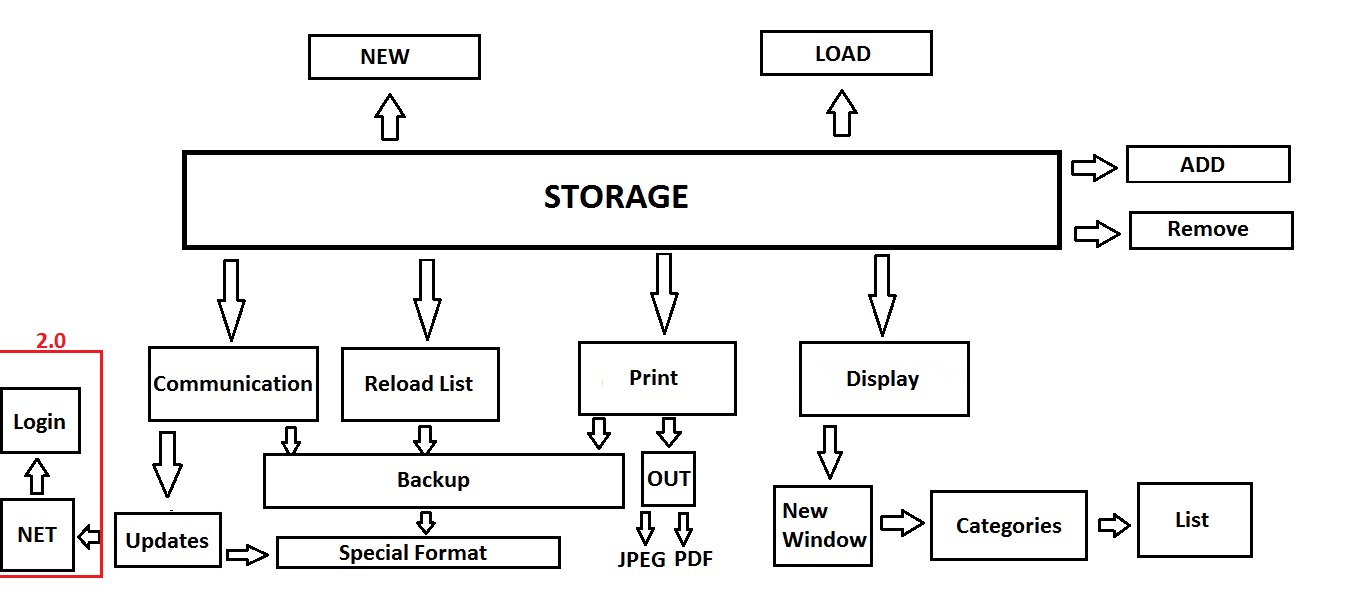 NEW
LOAD
STORAGE
ADD
Remove
2.0
Communication
Reload List
Print
Display
Login
Backup
OUT
New
Window
Categories
List
NET
Updates
Special Format
JPEG
PDF